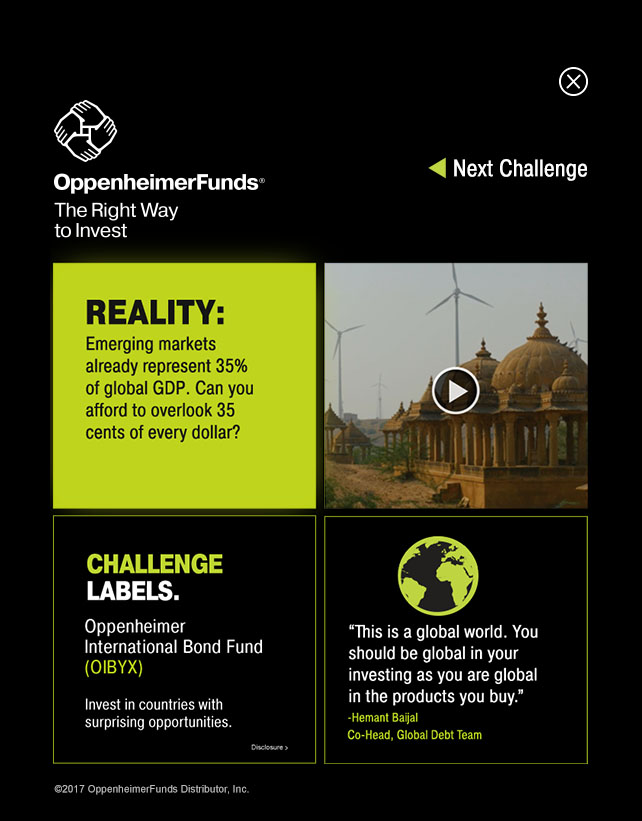 OppenheimerFunds®
The Right Way
to Invest
Next Challenge
REALITY:
Emerging markets
already represent 35%
of global GDP. Can you
afford to overlook 35
cents of every dollar?
CHALLENGE
LABELS.
Oppenheimer
International Bond Fund
(OIBYX)
Invest in countries with
surprising opportunities.
Disclosure >
“This is a global world. You
should be global in your
investing as you are global
in the products you buy.”
-Hemant Baijal
Co-Head, Global Debt Team
©2017 OppenheimerFunds Distributor, Inc.